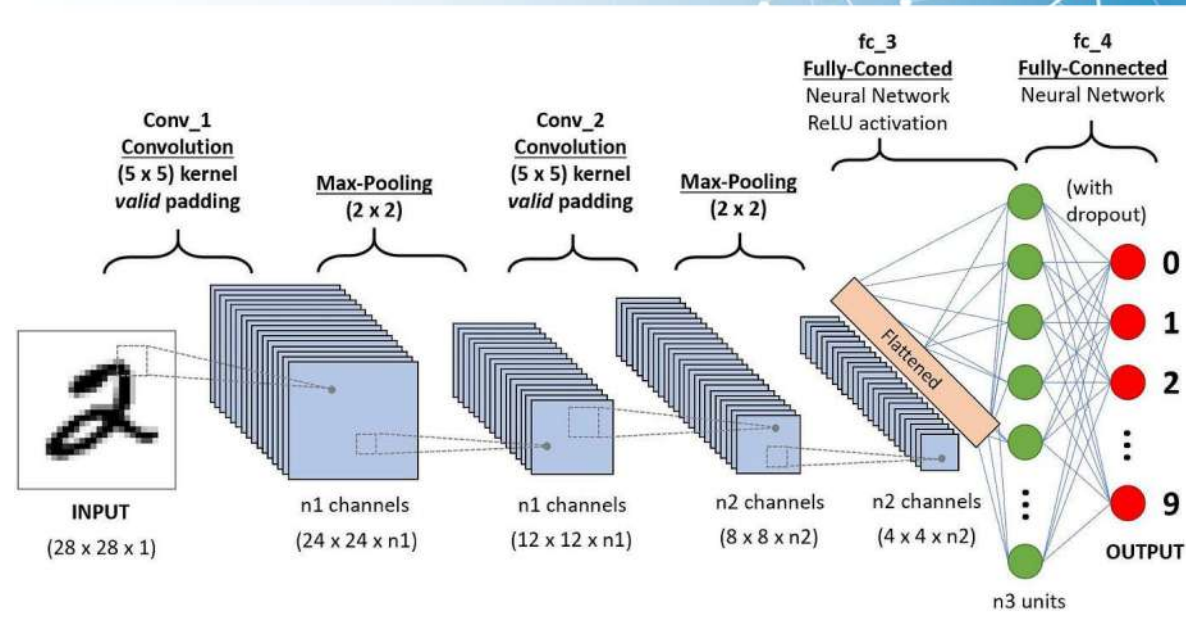 Conv_1
Convolution
(5 x 5) kernel
valid padding
Max-Pooling
(2 x 2)
Conv_2
Convolution
(5 x 5) kernel
valid padding
Max-Pooling
(2 x 2)
fc_3
Fully-Connected
Neural Network
ReLU activation
fc_4
Fully-Connected
Neural Network
(with
dropout)
Flattened
0
1
2
9
OUTPUT
2
INPUT
(28 x 28 x 1)
n1 channels
(24 x 24 x n1)
n1 channels
(12 x 12 x n1)
n2 channels
(8 x 8 x n2)
n2 channels
(4 x 4 x n2)
n3 units